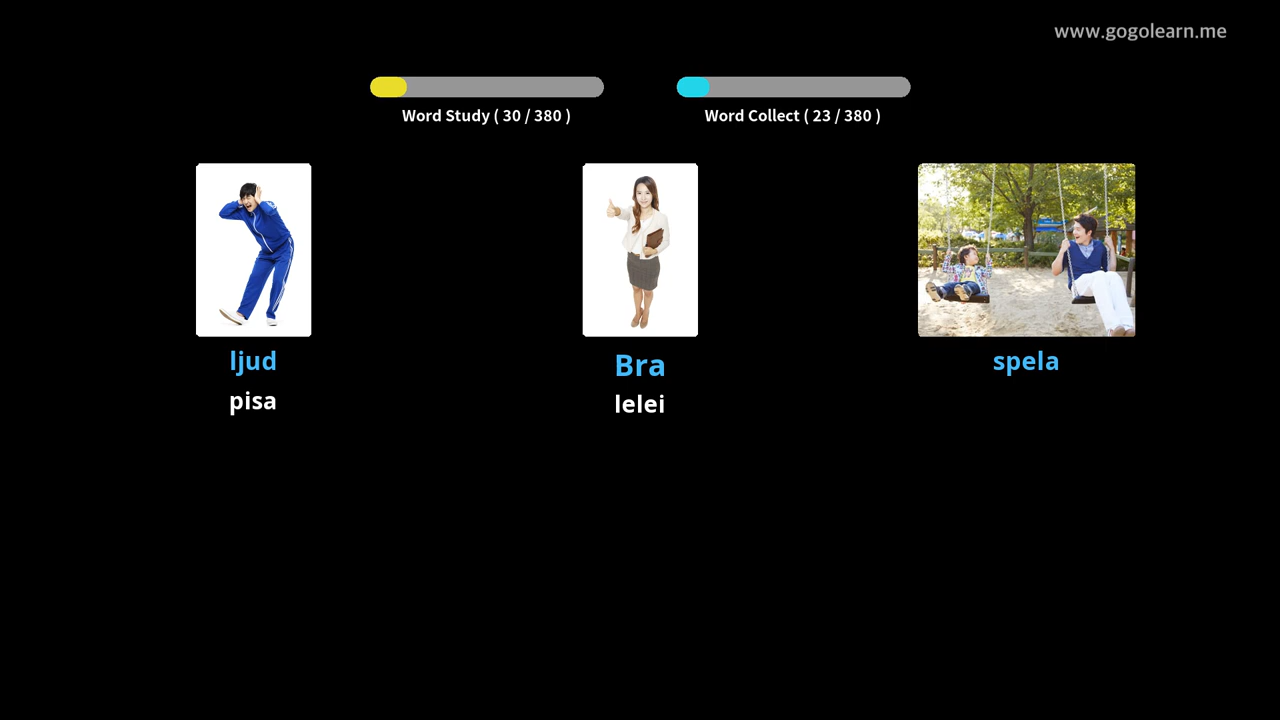 www.gogolearn.me
Word Study ( 30 / 380 )
Word Collect ( 23 / 380 )
ljud
pisa
Bra
lelei
spela